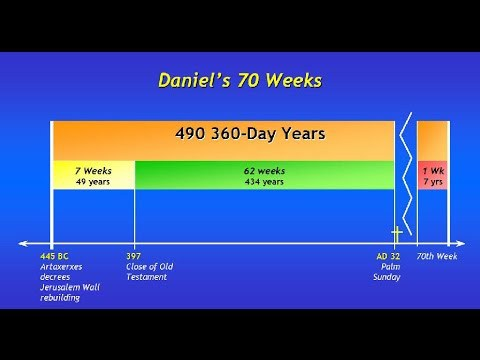 Daniel's 70 Weeks
490 360-Day Years
7 Weeks
49 years
62 weeks
434 years
1 Wk
7 yrs
445 BC
Artaxerxes
decrees
Jerusalem Wall
rebuilding
397
Close of Old
Testament
AD 32
Palm
Sunday
70th Week